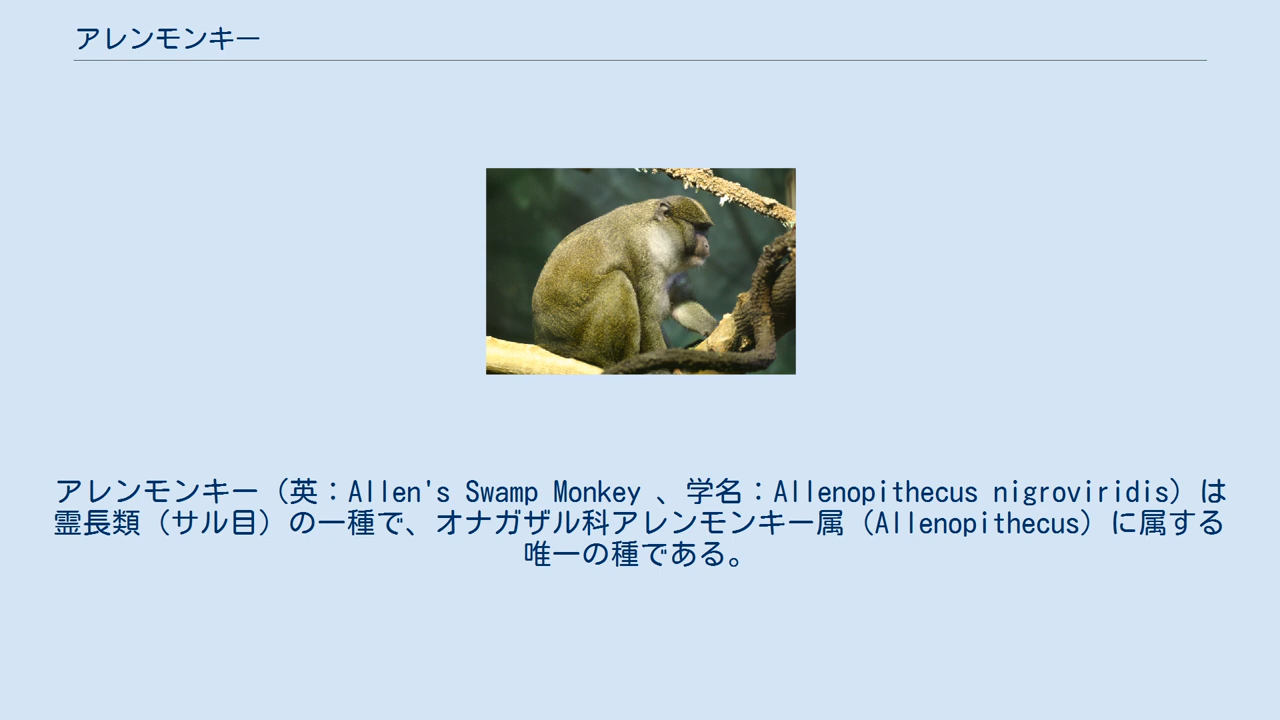 アレンモンキー
アレンモンキー（英：Allen's Swamp Monkey 、学名：Allenopithecus nigroviridis）は
霊長類（サル目）の一種で、オナガザル科アレンモンキー属（Allenopithecus）に属する
唯一の種である。